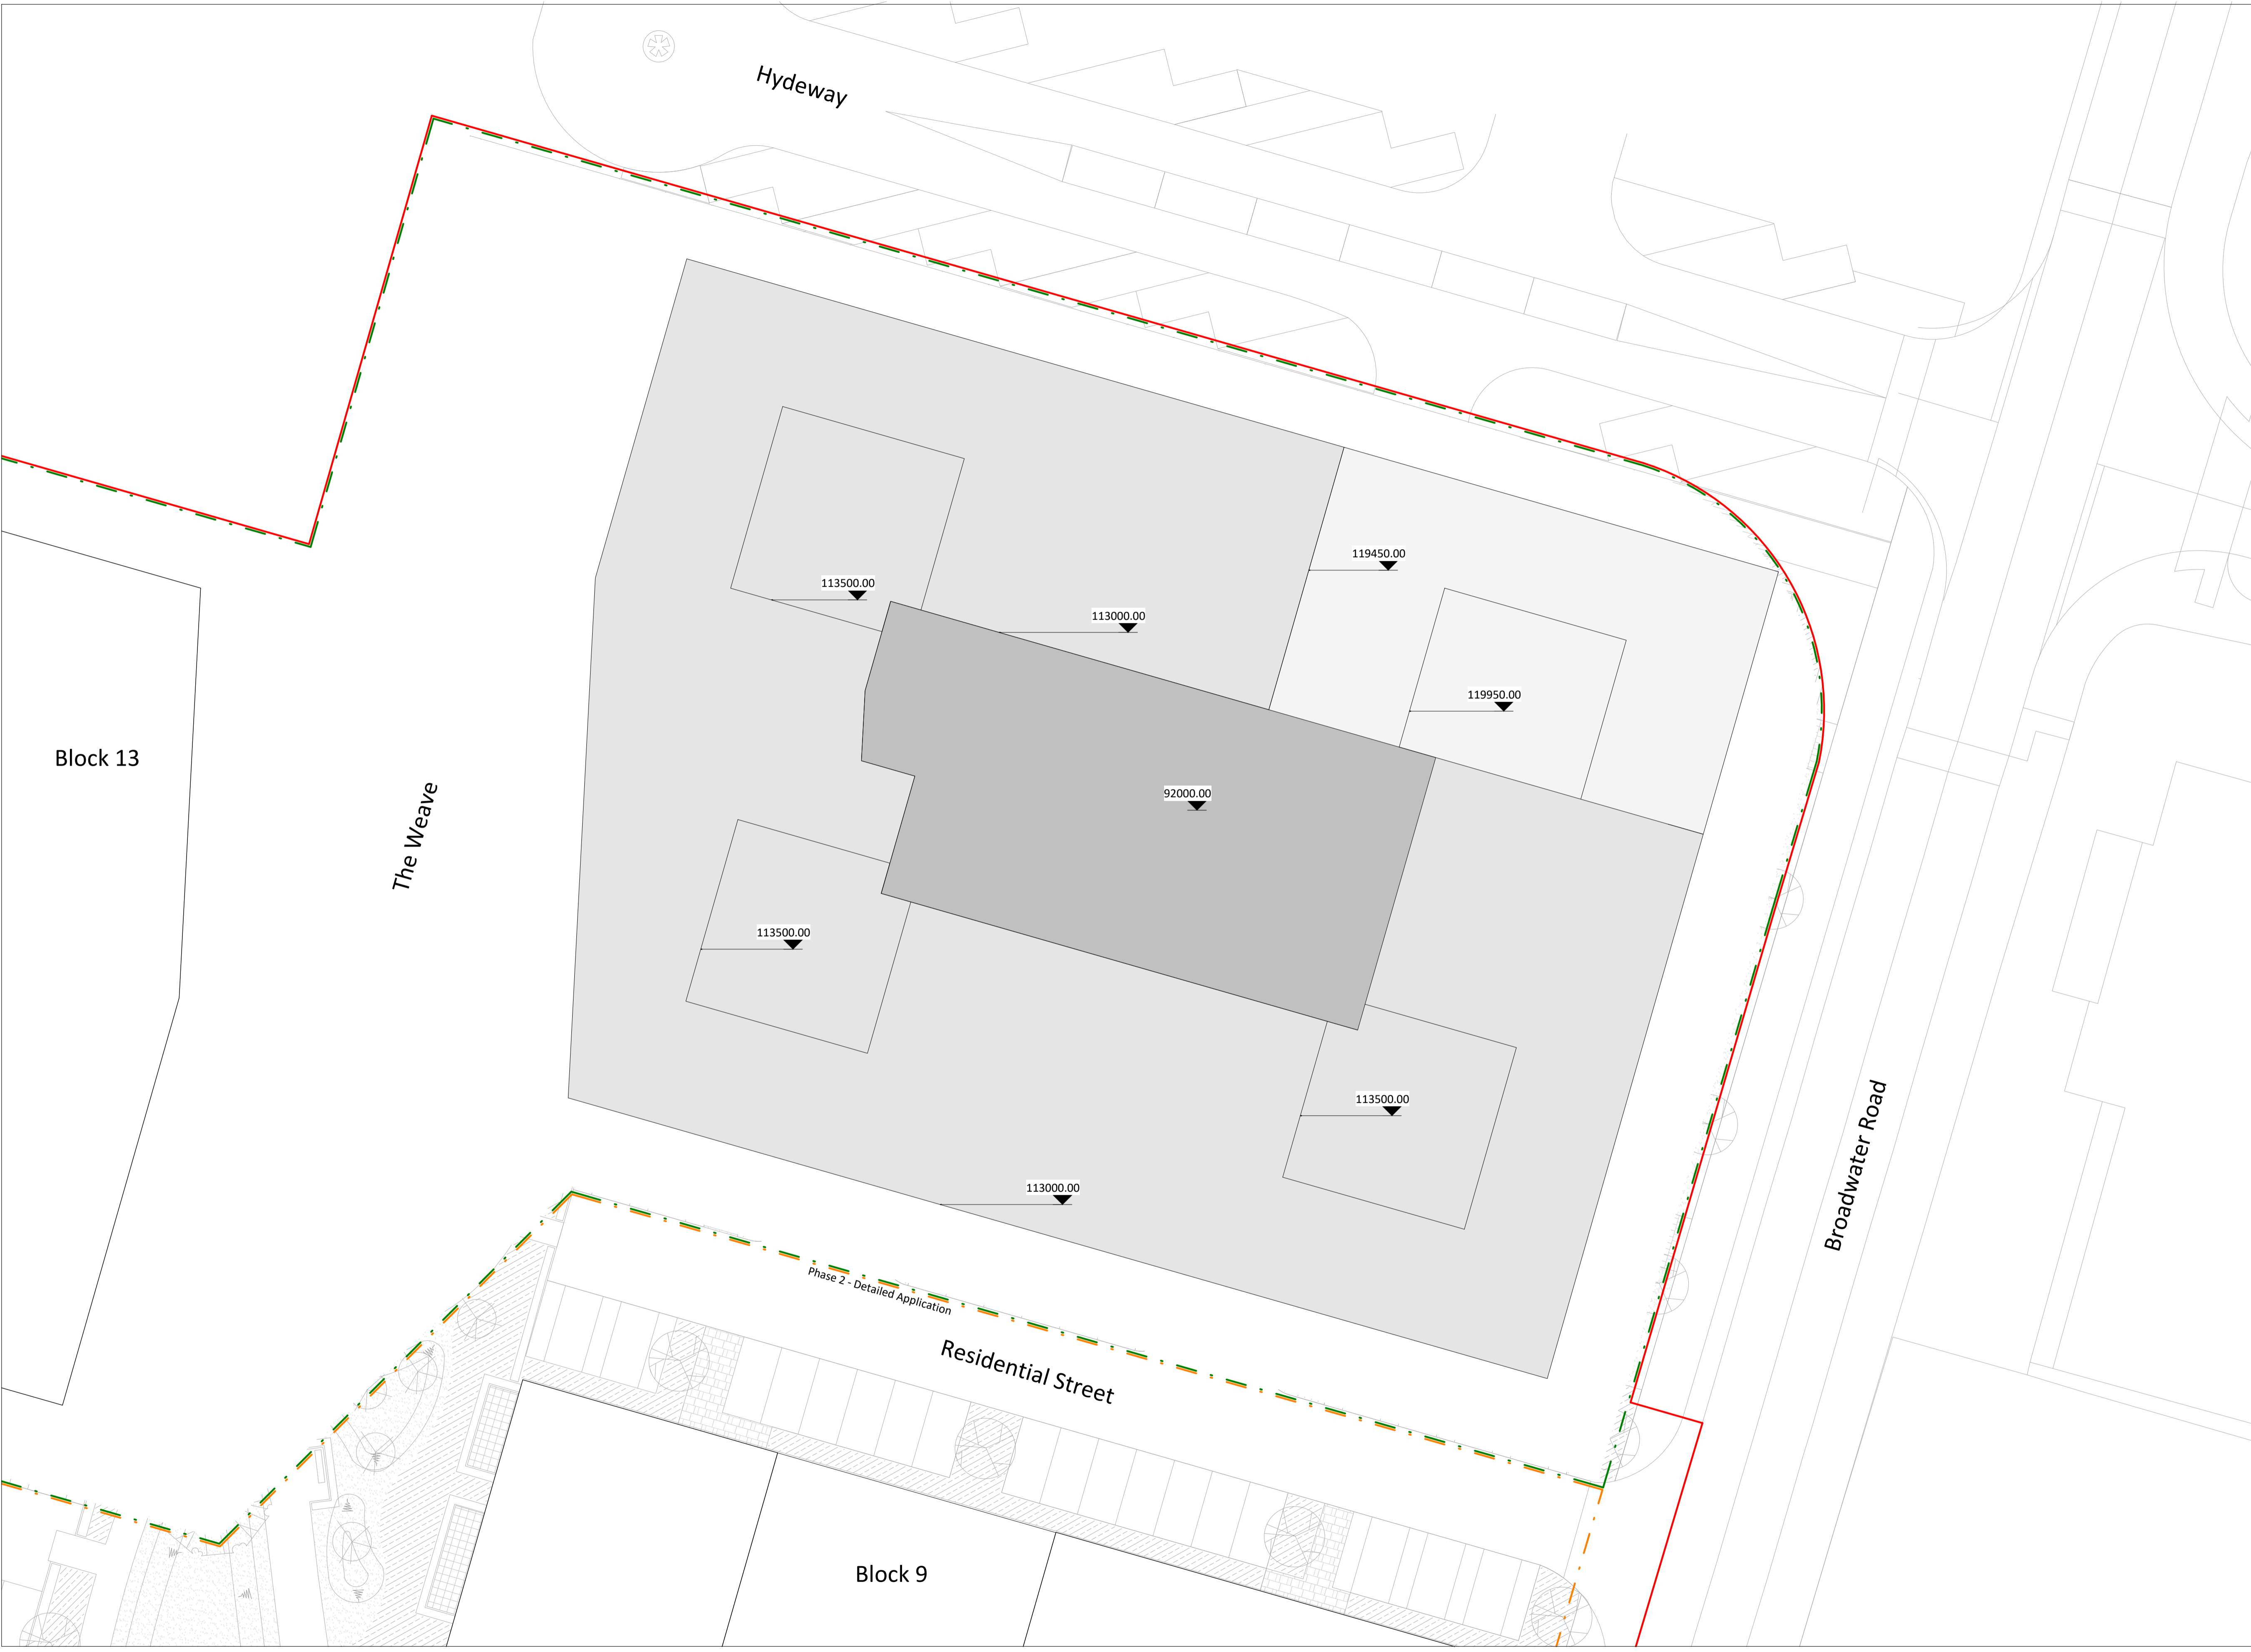 Hydeway
119450.00
113500.00
113000.00
119950.00
Block 13
92000.00
The Weave
113500.00
113500.00
Broadwater Road
113000.00
Phase 2 - Detailed Application
Residential Street
Block 9